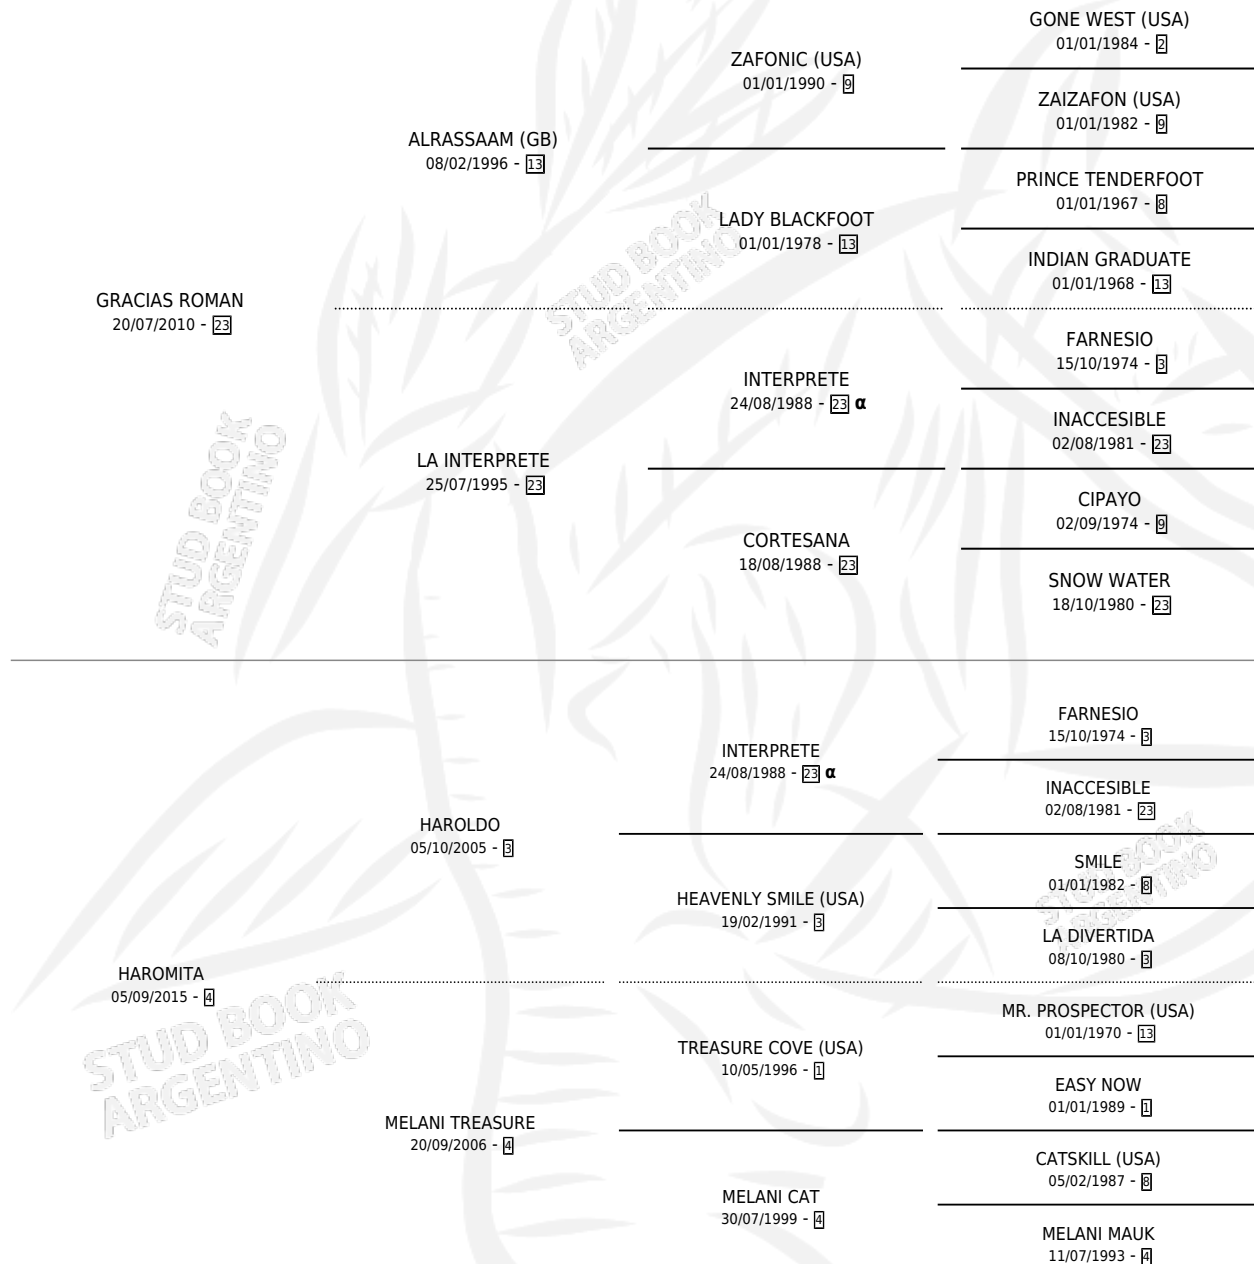 GONE WEST (USA)
01/01/1984 - 2
ZAFONIC (USA)
01/01/1990 - 9
ZAIZAFON (USA)
01/01/1982 - 9
ALRASSAAM (GB)
08/02/1996 - 13
PRINCE TENDERFOOT
01/01/1967 - 8
LADY BLACKFOOT
01/01/1978 - 13
INDIAN GRADUATE
01/01/1968 - 13
GRACIAS ROMAN
20/07/2010 - 23
FARNESIO
15/10/1974 - 3
INTERPRETE
24/08/1988 - 23 α
INACCESIBLE
02/08/1981 - 23
LA INTERPRETE
25/07/1995 - 23
CIPAYO
02/09/1974 - 9
CORTESANA
18/08/1988 - 23
SNOW WATER
18/10/1980 - 23
STUD BOOK
ARGENTINO
STUD BOOK
ARGENTINO
FARNESIO
15/10/1974 - 3
INTERPRETE
24/08/1988 - 23 α
INACCESIBLE
02/08/1981 - 23
HAROLDO
05/10/2005 - 3
SMILE
01/01/1982 - 8
HEAVENLY SMILE (USA)
19/02/1991 - 3
LA DIVERTIDA
08/10/1980 - 3
STUD BOOK
ARGENTINO
HAROMITA
05/09/2015 - 4
MR. PROSPECTOR (USA)
01/01/1970 - 13
TREASURE COVE (USA)
10/05/1996 - 1
EASY NOW
01/01/1989 - 1
MELANI TREASURE
20/09/2006 - 4
CATSKILL (USA)
05/02/1987 - 8
MELANI CAT
30/07/1999 - 4
MELANI MAUK
11/07/1993 - 4
STUD BOOK
ARGENTINO